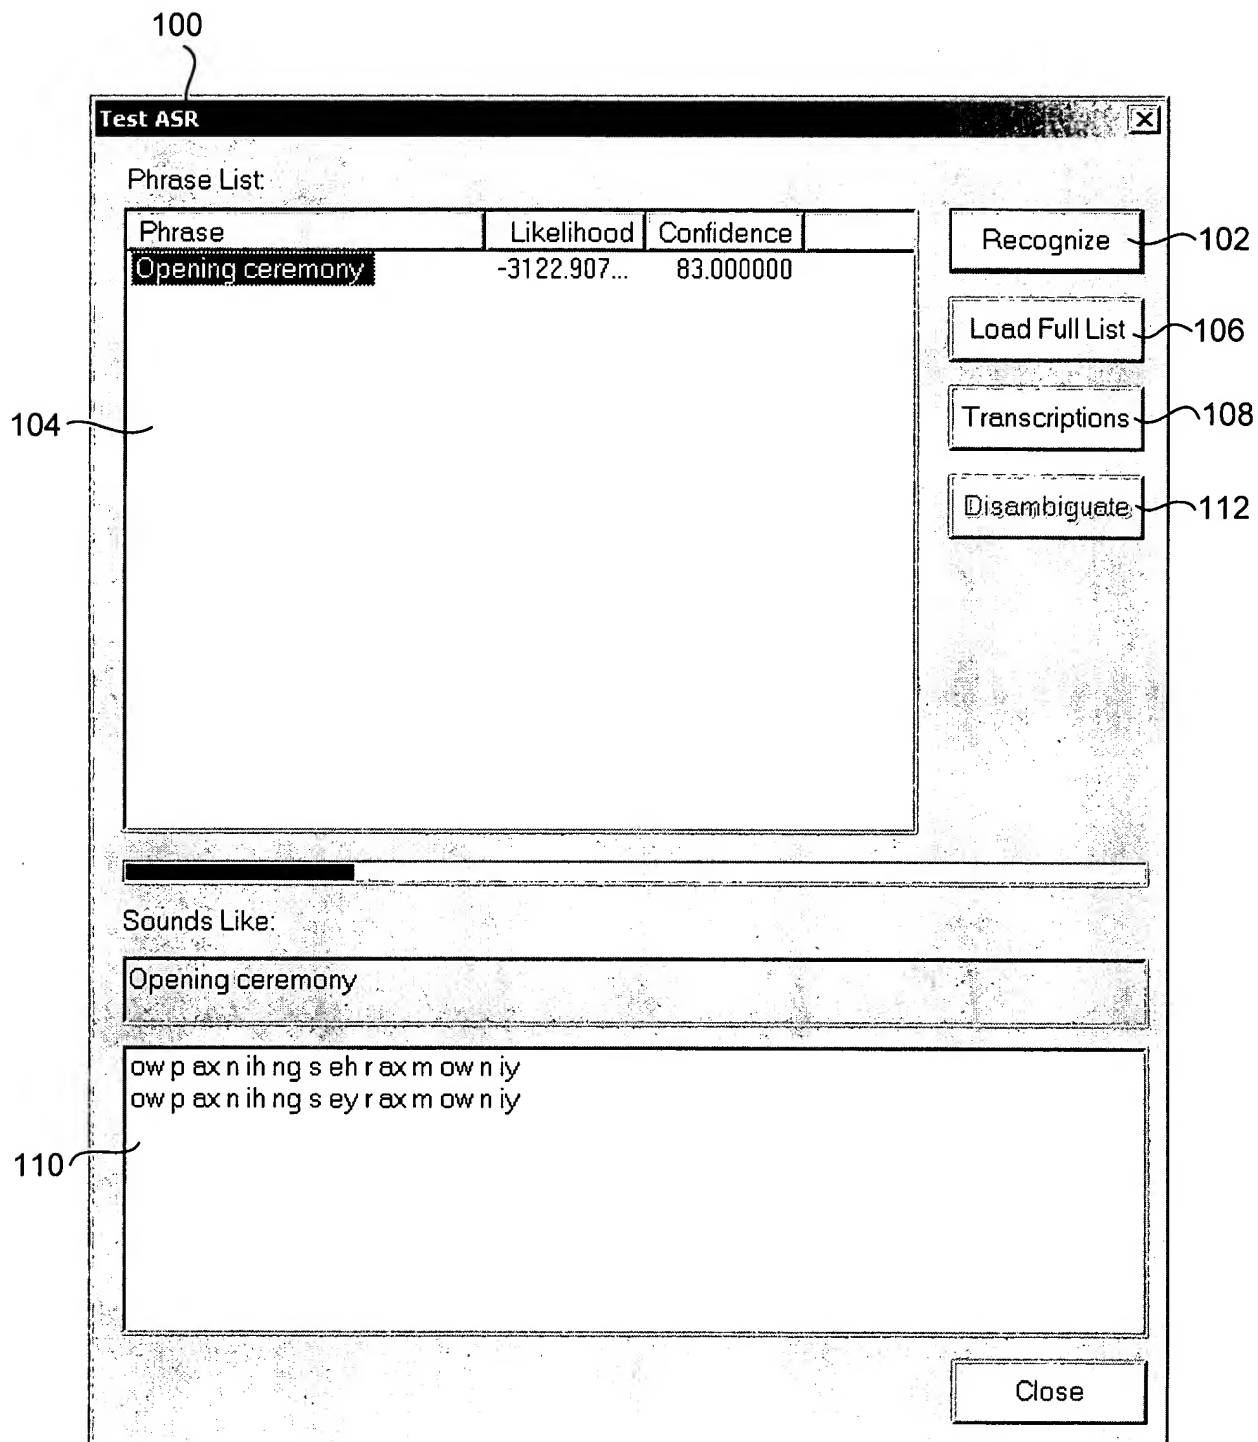 100
Test ASR
Phrase List:
Phrase Likelihood Confidence
Opening ceremony -3122.907... 83.000000
Recognize 102
Load Full List 106
Transcriptions 108
104
Disambiguate 112
Sounds Like:
Opening ceremony
ow p ax n ih ng s eh r ax m ow n iy
ow p ax n ih ng s ey r ax m ow n iy
110
Close